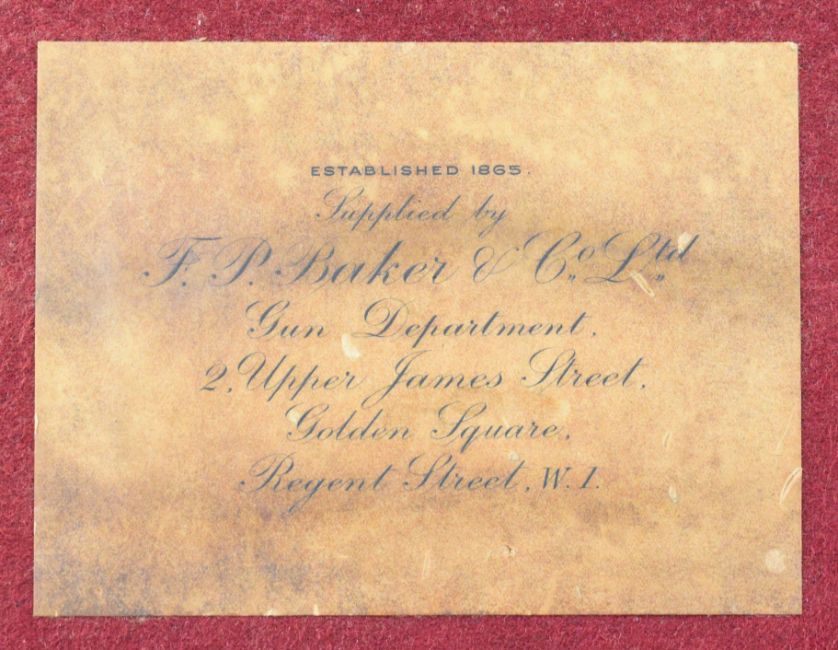 ESTABLISHED 1865.
Supplied by
F. P. Baker & Co. Ltd
Gun Department.
2, Upper James Street,
Golden Square,
Regent Street, W. 1.